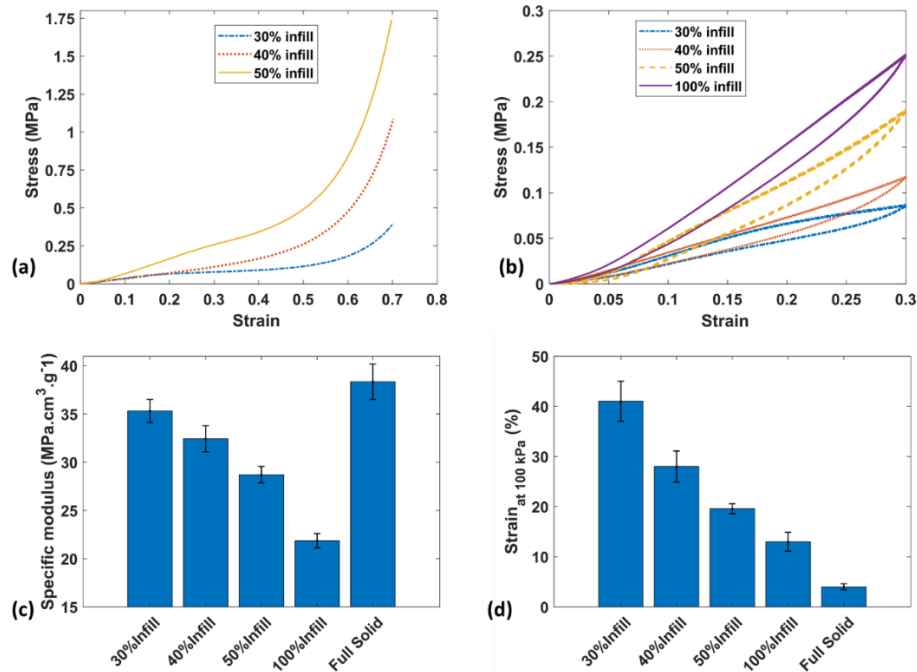 1.75
1.5
1.25
1
0.75
0.5
0.25
0
Stress (MPa)
30% infill
40% infill
50% infill
(a)
0 0.1 0.2 0.3 0.4 0.5 0.6 0.7 0.8
Strain
0.3
0.25
0.2
0.15
0.1
0.05
0
Stress (MPa)
30% infill
40% infill
50% infill
100% infill
(b)
0 0.05 0.1 0.15 0.2 0.25 0.3
Strain
40
35
30
25
20
15
Specific modulus (MPa.cm³.g⁻¹)
(c)
30%Infill
40%Infill
50%Infill
100%Infill
Full Solid
50
40
30
20
10
0
Strain at 100 kPa (%)
(d)
30%Infill
40%Infill
50%Infill
100%Infill
Full Solid